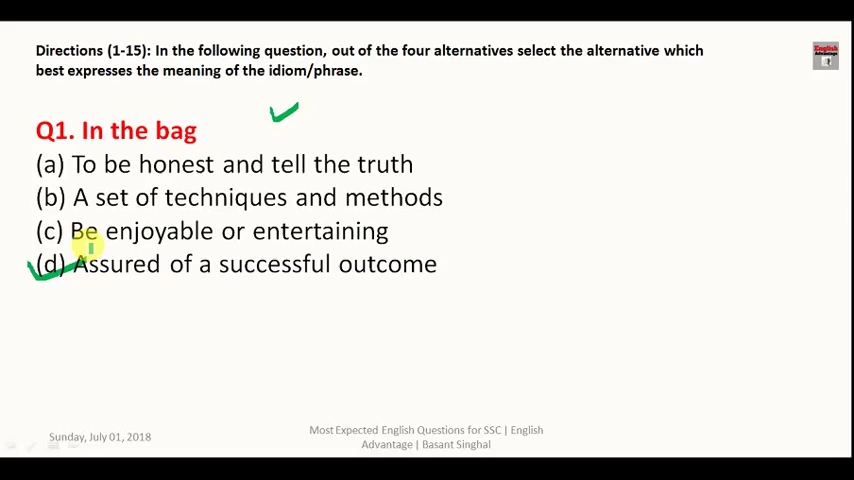 Directions (1-15): In the following question, out of the four alternatives select the alternative which
best expresses the meaning of the idiom/phrase.
English
Advantage
Q1. In the bag
(a) To be honest and tell the truth
(b) A set of techniques and methods
(c) Be enjoyable or entertaining
(d) Assured of a successful outcome
Sunday, July 01, 2018
Most Expected English Questions for SSC | English
Advantage | Basant Singhal